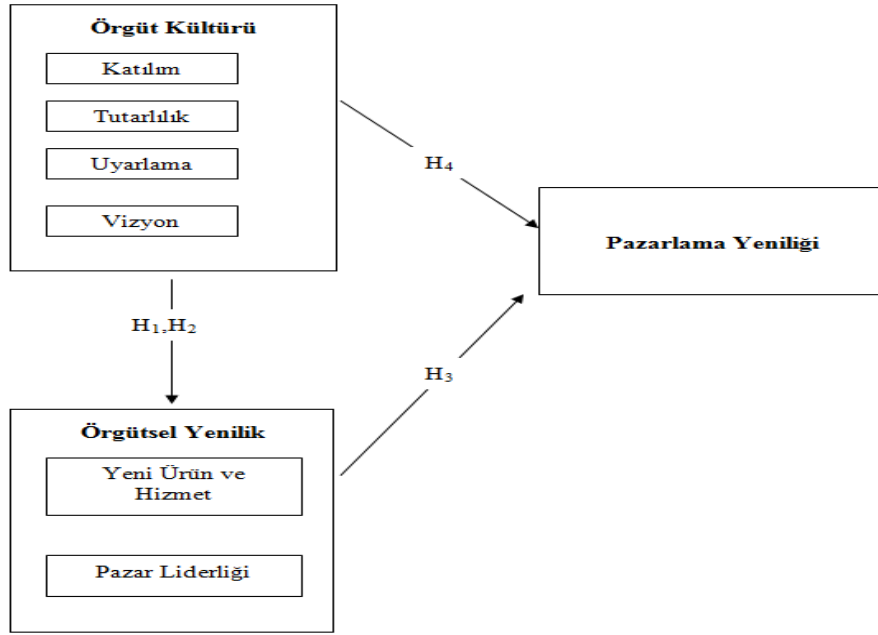 Örgüt Kültürü
Katılım
Tutarlılık
Uyarlama
Vizyon
H₄
Pazarlama Yeniliği
H₁,H₂
H₃
Örgütsel Yenilik
Yeni Ürün ve
Hizmet
Pazar Liderliği